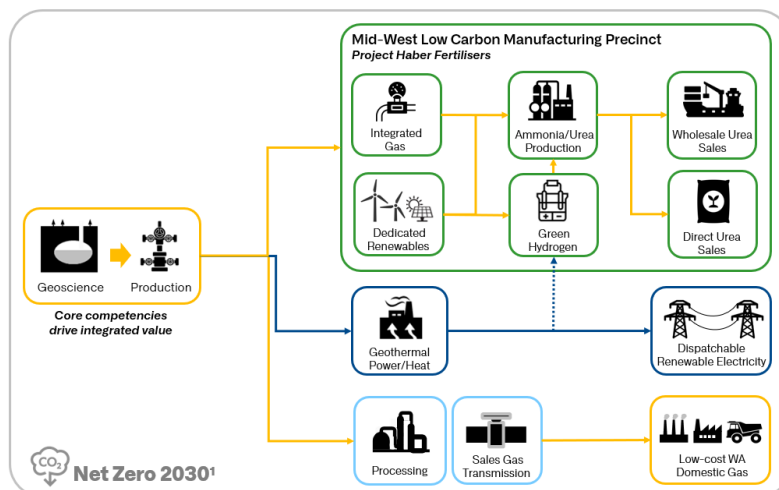 Mid-West Low Carbon Manufacturing Precinct
Project Haber Fertilisers
Integrated
Gas
Ammonia/Urea
Production
Wholesale Urea
Sales
Dedicated
Renewables
Green
Hydrogen
Direct Urea
Sales
Geoscience
Production
Core competencies
drive integrated value
Geothermal
Power/Heat
Dispatchable
Renewable Electricity
Processing
Sales Gas
Transmission
Low-cost WA
Domestic Gas
CO₂
Net Zero 2030¹